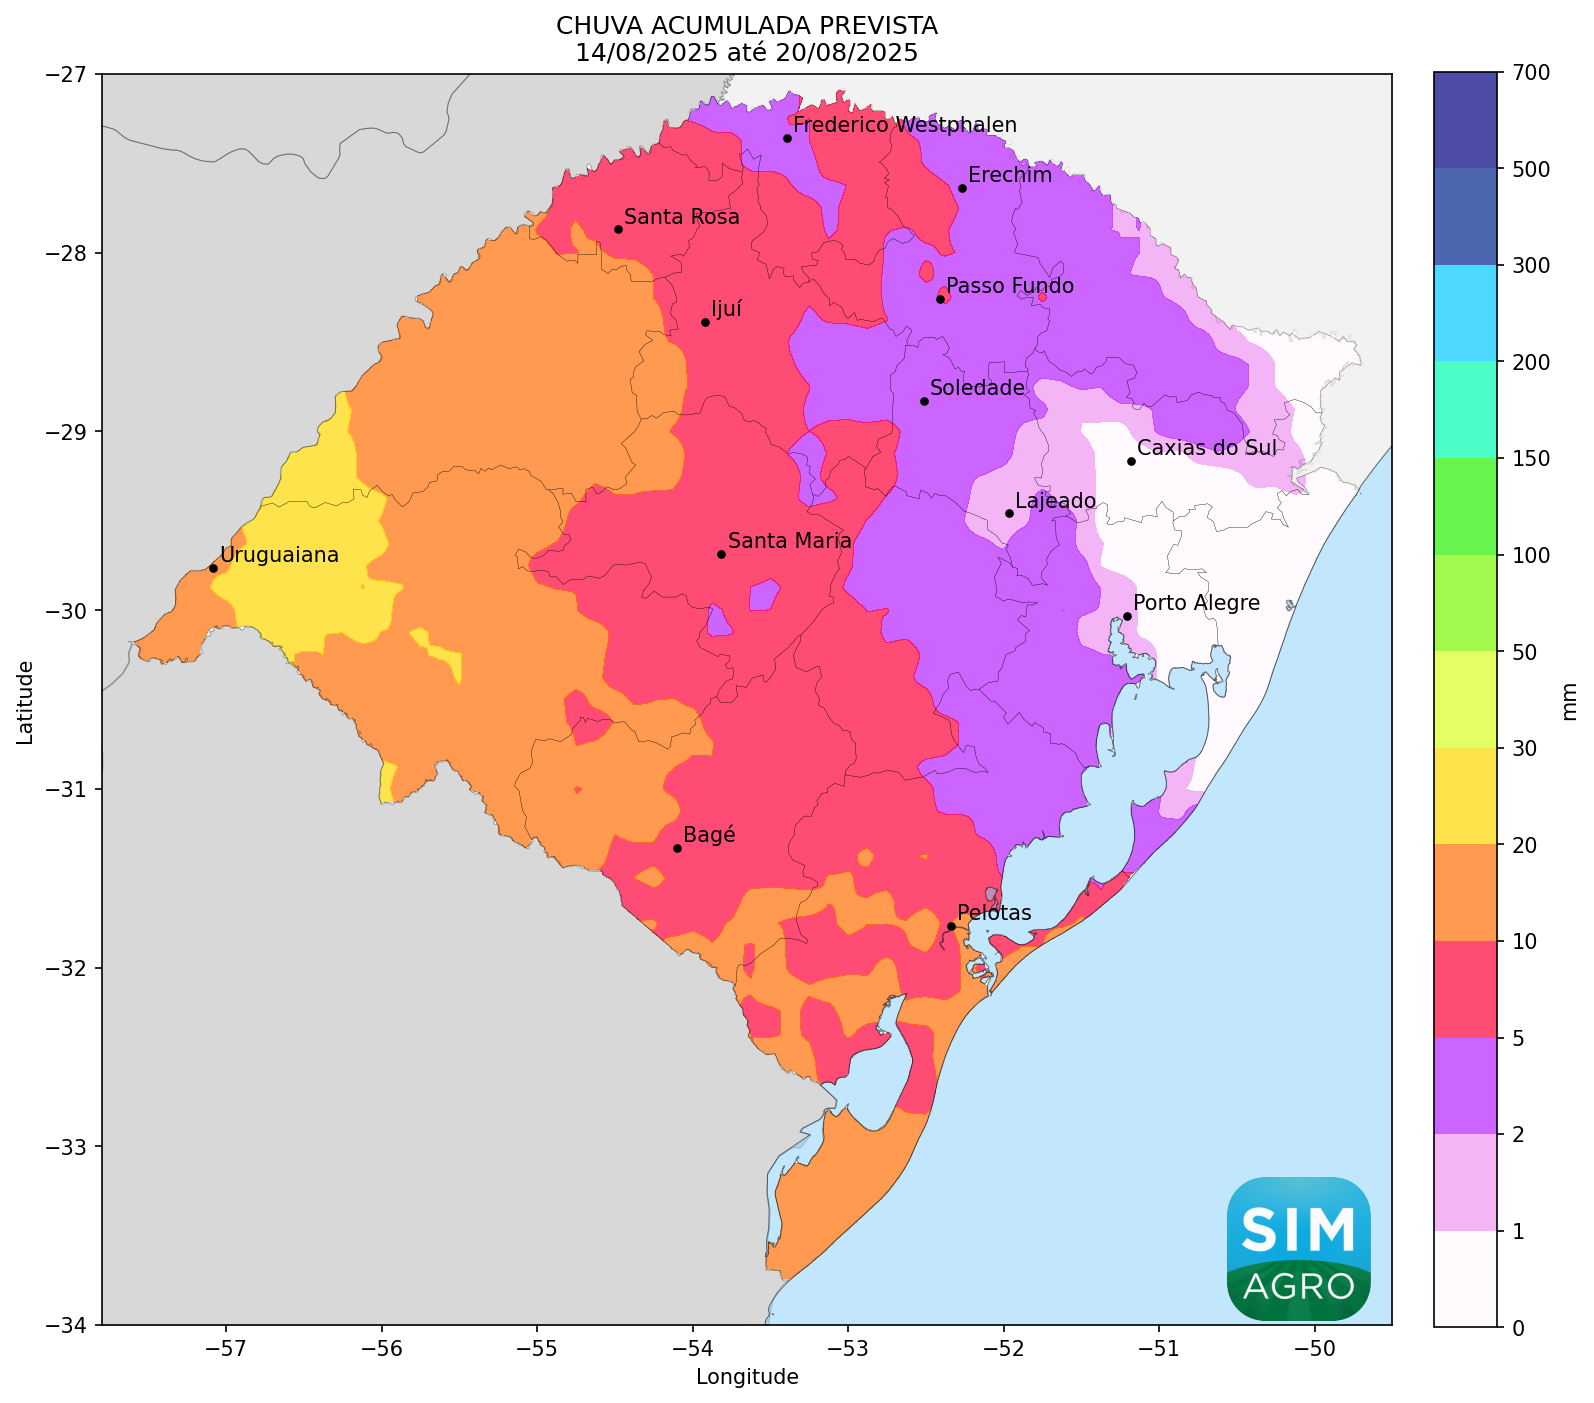 CHUVA ACUMULADA PREVISTA
14/08/2025 até 20/08/2025
−27
−28
−29
−30
−31
−32
−33
−34
Latitude
Frederico Westphalen
Erechim
Santa Rosa
Passo Fundo
Ijuí
Soledade
Caxias do Sul
Lajeado
Santa Maria
Uruguaiana
Porto Alegre
Bagé
Pelotas
SIM
AGRO
−57
−56
−55
−54
−53
−52
−51
−50
Longitude
700
500
300
200
150
100
50
30
20
10
5
2
1
0
mm